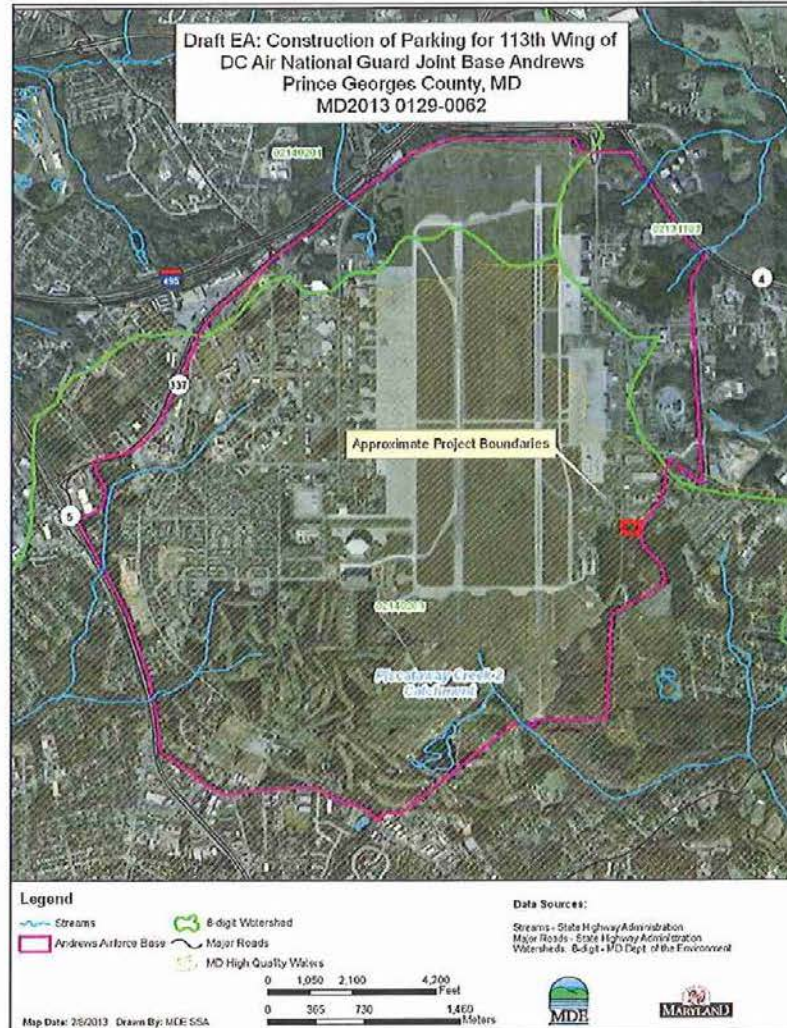 Draft EA: Construction of Parking for 113th Wing of
DC Air National Guard Joint Base Andrews
Prince Georges County, MD
MD2013 0129-0062
02140201
495
4
337
Approximate Project Boundaries
5
Piscataway Creek 2
Catchment
Legend
Streams
Andrews Airforce Base
8-digit Watershed
Major Roads
MD High Quality Waters
Data Sources:
Streams - State Highway Administration
Major Roads - State Highway Administration
Watersheds: 8-digit - MD Dept. of the Environment
0 1,050 2,100 4,200
Feet
0 365 730 1,460
Meters
Map Date: 2/8/2013 Drawn By: MDE SSA
MDE
MARYLAND